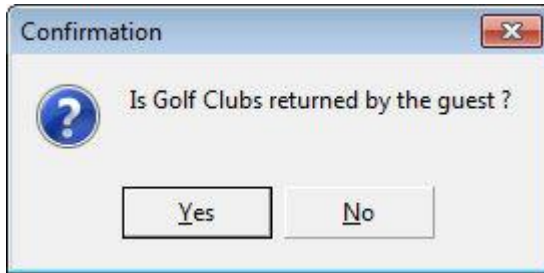 Confirmation
Is Golf Clubs returned by the guest ?
Yes No